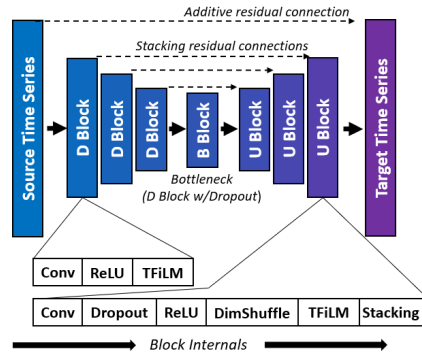 Additive residual connection
Stacking residual connections
Source Time Series
D Block
D Block
D Block
B Block
U Block
U Block
U Block
Target Time Series
Bottleneck
(D Block w/Dropout)
Conv ReLU TFiLM
Conv Dropout ReLU DimShuffle TFiLM Stacking
Block Internals